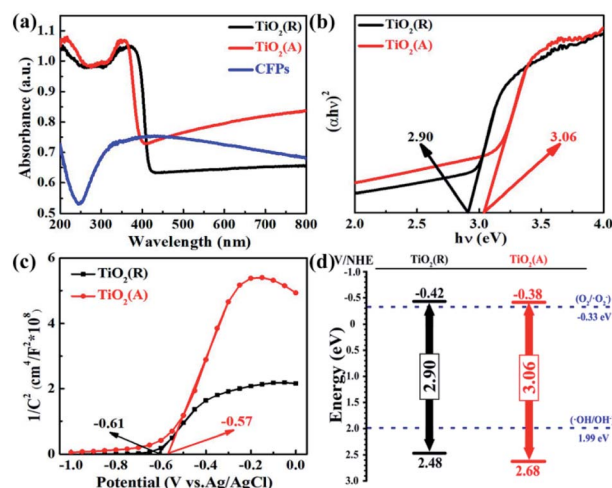 (a)
TiO2(R)
TiO2(A)
CFPs
Absorbance (a.u.)
1.1
1.0
0.9
0.8
0.7
0.6
0.5
200 300 400 500 600 700 800
Wavelength (nm)
(b)
TiO2(R)
TiO2(A)
(αhν)²
2.90
3.06
2.0 2.5 3.0 3.5 4.0
hν (eV)
(c)
TiO2(R)
TiO2(A)
1/C² (cm⁴/F²*10⁸)
6
4
2
0
-0.61
-0.57
-1.0 -0.8 -0.6 -0.4 -0.2 0.0
Potential (V vs.Ag/AgCl)
(d)
V/NHE TiO2(R) TiO2(A)
Energy (eV)
-1.0
-0.5
0
0.5
1.0
1.5
2.0
2.5
3.0
-0.42
-0.38
(O₂/·O₂⁻)
-0.33 eV
2.90
3.06
(·OH/OH⁻)
1.99 eV
2.48
2.68